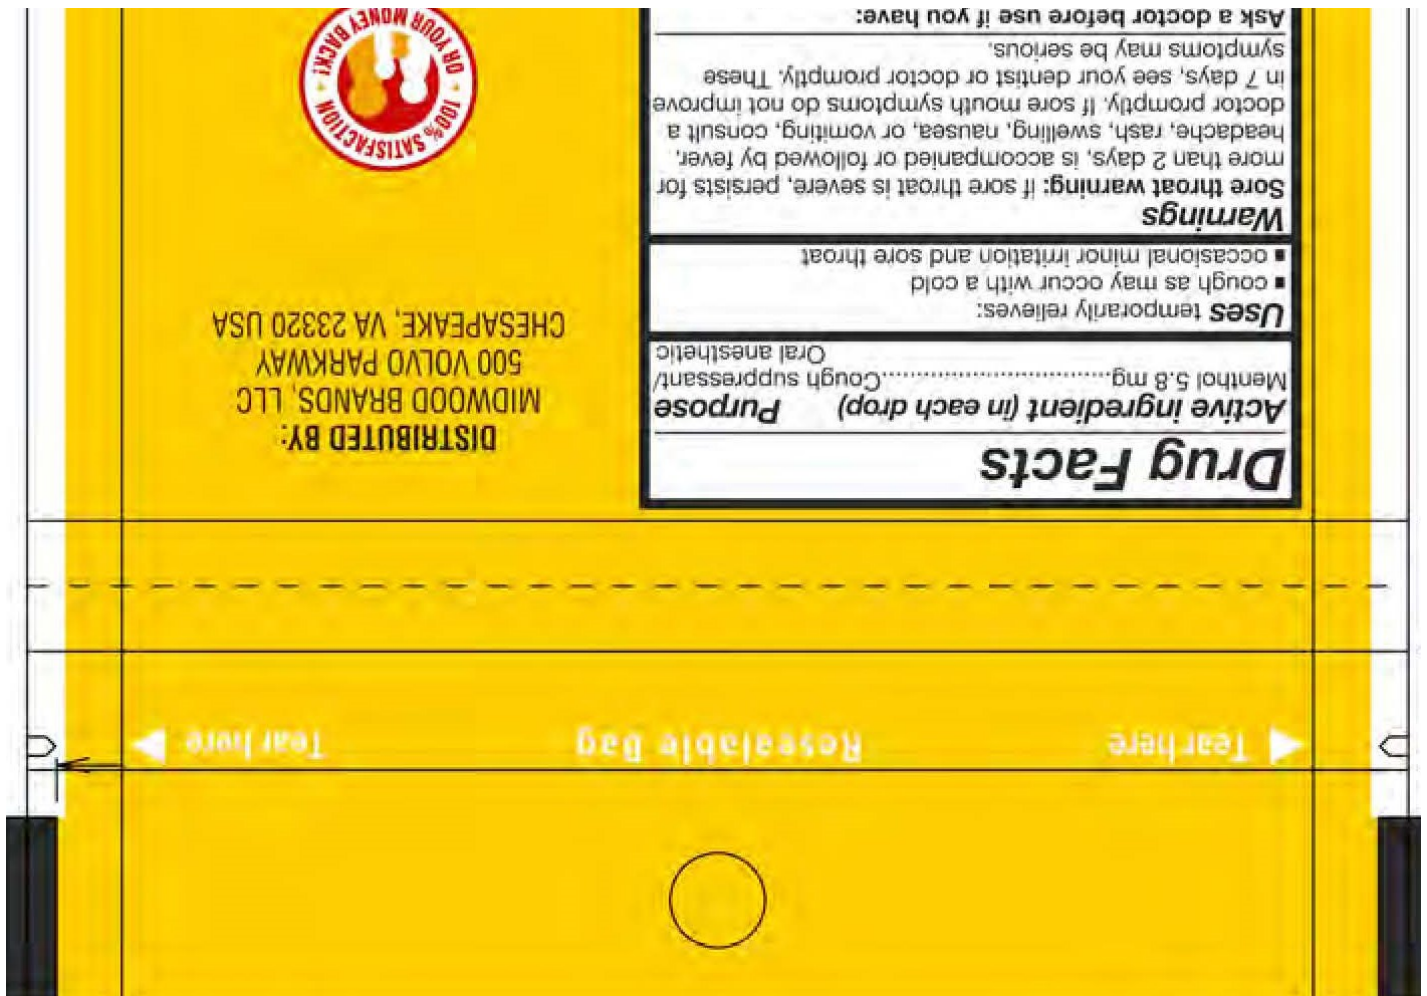 Tear here
Resealable Bag
Tear here
Drug Facts
Active ingredient (in each drop) Purpose
Menthol 5.8 mg..................................Cough suppressant/
Oral anesthetic
Uses temporarily relieves:
▪ cough as may occur with a cold
▪ occasional minor irritation and sore throat
Warnings
Sore throat warning: if sore throat is severe, persists for
more than 2 days, is accompanied or followed by fever,
headache, rash, swelling, nausea, or vomiting, consult a
doctor promptly. If sore mouth symptoms do not improve
in 7 days, see your dentist or doctor promptly. These
symptoms may be serious.
Ask a doctor before use if you have:
DISTRIBUTED BY:
MIDWOOD BRANDS, LLC
500 VOLVO PARKWAY
CHESAPEAKE, VA 23320 USA
100% SATISFACTION
OR YOUR MONEY BACK!